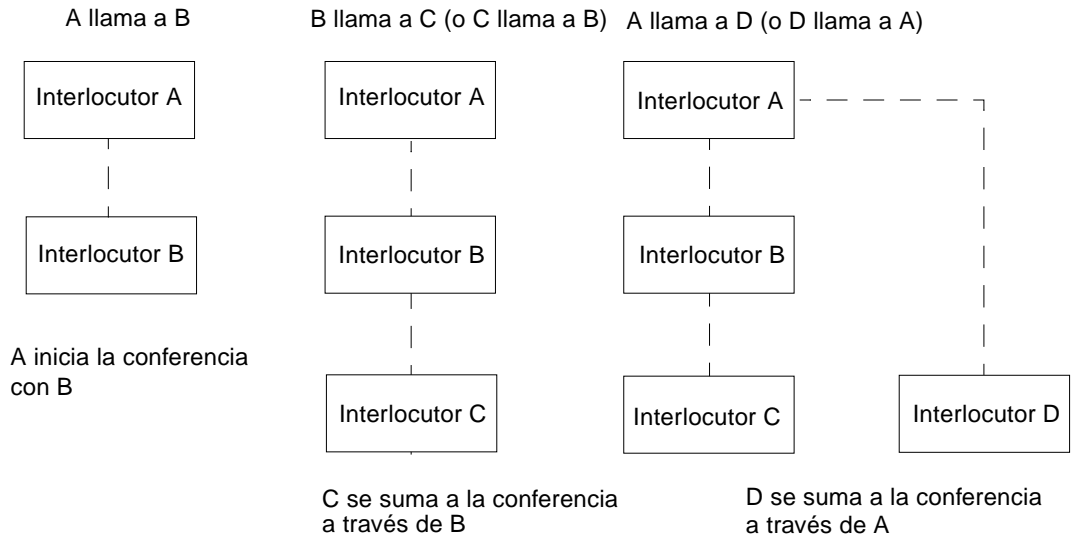 A llama a B
B llama a C (o C llama a B)
A llama a D (o D llama a A)
Interlocutor A
Interlocutor A
Interlocutor A
Interlocutor B
Interlocutor B
Interlocutor B
A inicia la conferencia
con B
Interlocutor C
Interlocutor C
Interlocutor D
C se suma a la conferencia
a través de B
D se suma a la conferencia
a través de A